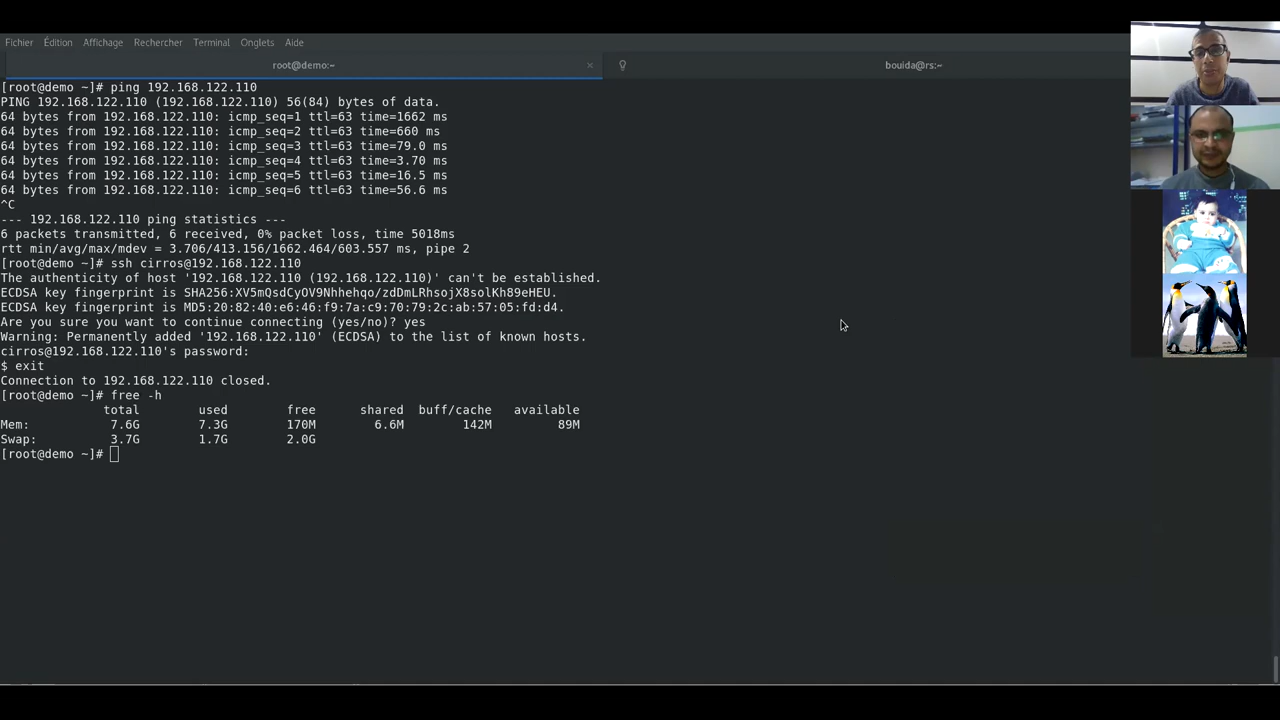 Fichier Édition Affichage Rechercher Terminal Onglets Aide
root@demo:~ × bouida@rs:~
[root@demo ~]# ping 192.168.122.110
PING 192.168.122.110 (192.168.122.110) 56(84) bytes of data.
64 bytes from 192.168.122.110: icmp_seq=1 ttl=63 time=1662 ms
64 bytes from 192.168.122.110: icmp_seq=2 ttl=63 time=660 ms
64 bytes from 192.168.122.110: icmp_seq=3 ttl=63 time=79.0 ms
64 bytes from 192.168.122.110: icmp_seq=4 ttl=63 time=3.70 ms
64 bytes from 192.168.122.110: icmp_seq=5 ttl=63 time=16.5 ms
64 bytes from 192.168.122.110: icmp_seq=6 ttl=63 time=56.6 ms
^C
--- 192.168.122.110 ping statistics ---
6 packets transmitted, 6 received, 0% packet loss, time 5018ms
rtt min/avg/max/mdev = 3.706/413.156/1662.464/603.557 ms, pipe 2
[root@demo ~]# ssh cirros@192.168.122.110
The authenticity of host '192.168.122.110 (192.168.122.110)' can't be established.
ECDSA key fingerprint is SHA256:XV5mQsdCyOV9Nhhehqo/zdDmLRhsojX8solKh89eHEU.
ECDSA key fingerprint is MD5:20:82:40:e6:46:f9:7a:c9:70:79:2c:ab:57:05:fd:d4.
Are you sure you want to continue connecting (yes/no)? yes
Warning: Permanently added '192.168.122.110' (ECDSA) to the list of known hosts.
cirros@192.168.122.110's password:
$ exit
Connection to 192.168.122.110 closed.
[root@demo ~]# free -h
total used free shared buff/cache available
Mem: 7.6G 7.3G 170M 6.6M 142M 89M
Swap: 3.7G 1.7G 2.0G
[root@demo ~]#